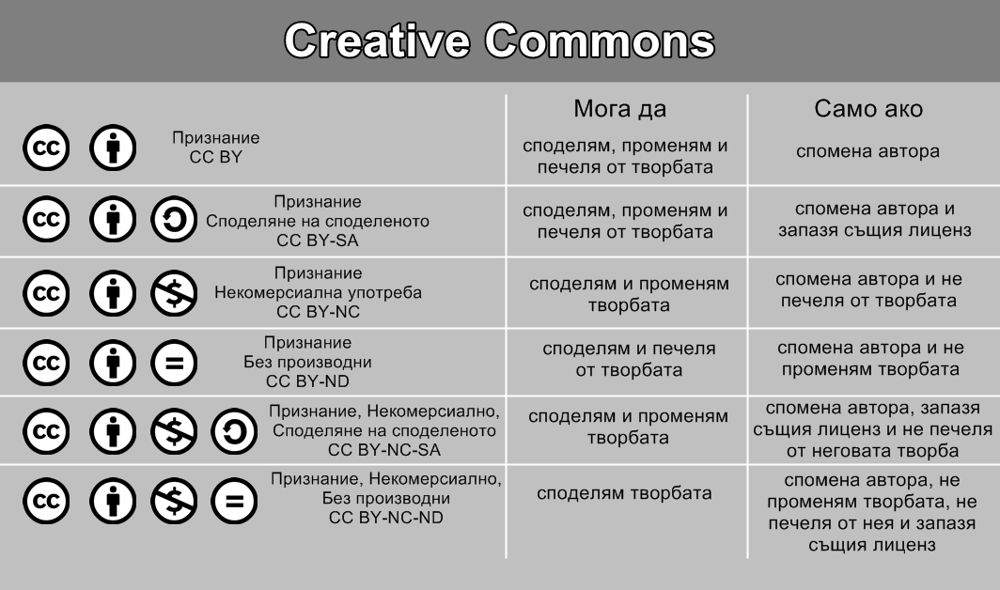 Creative Commons
Мога да
Само ако
Признание
CC BY
споделям, променям и
печеля от творбата
спомена автора
Признание
Споделяне на споделеното
CC BY-SA
споделям, променям и
печеля от творбата
спомена автора и
запазя същия лиценз
Признание
Некомерсиална употреба
CC BY-NC
споделям и променям
творбата
спомена автора и не
печеля от творбата
Признание
Без производни
CC BY-ND
споделям и печеля
от творбата
спомена автора и не
променям творбата
Признание, Некомерсиално,
Споделяне на споделеното
CC BY-NC-SA
споделям и променям
творбата
спомена автора, запазя
същия лиценз и не печеля
от неговата творба
Признание, Некомерсиално,
Без производни
CC BY-NC-ND
споделям творбата
спомена автора, не
променям творбата, не
печеля от нея и запазя
същия лиценз